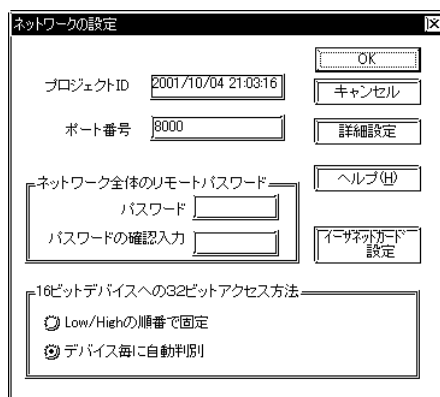 ネットワークの設定
プロジェクトID
2001/10/04 21:03:16
OK
キャンセル
ポート番号
8000
詳細設定
ヘルプ(H)
ネットワーク全体のリモートパスワード
パスワード
パスワードの確認入力
イーサネットカード
設定
16ビットデバイスへの32ビットアクセス方法
Low/Highの順番で固定
デバイス毎に自動判別